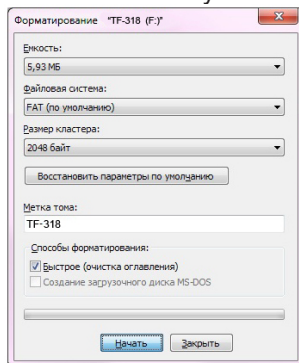 Форматирование "TF-318 (F:)"
Емкость:
5,93 МБ
Файловая система:
FAT (по умолчанию)
Размер кластера:
2048 байт
Восстановить параметры по умолчанию
Метка тома:
TF-318
Способы форматирования:
Быстрое (очистка оглавления)
Создание загрузочного диска MS-DOS
Начать Закрыть